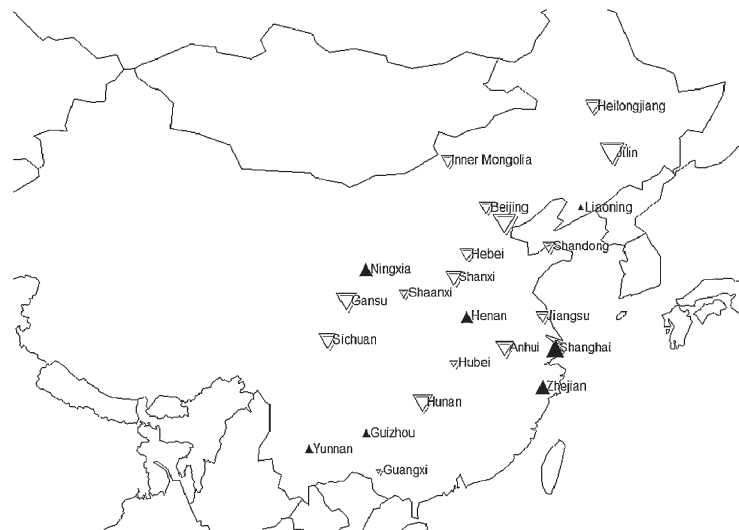 Heilongjiang
Jilin
Inner Mongolia
Beijing
Liaoning
Shandong
Hebei
Ningxia
Shanxi
Shaanxi
Gansu
Henan
Jiangsu
Sichuan
Anhui
Shanghai
Hubei
Zhejian
Hunan
Guizhou
Yunnan
Guangxi